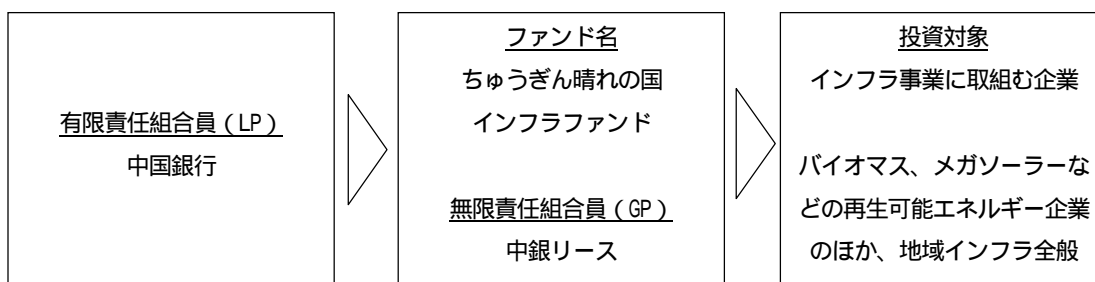 有限責任組合員(LP)
中国銀行
ファンド名
ちゅうぎん晴れの国
インフラファンド
無限責任組合員(GP)
中銀リース
投資対象
インフラ事業に取組む企業
バイオマス、メガソーラーな
どの再生可能エネルギー企業
のほか、地域インフラ全般